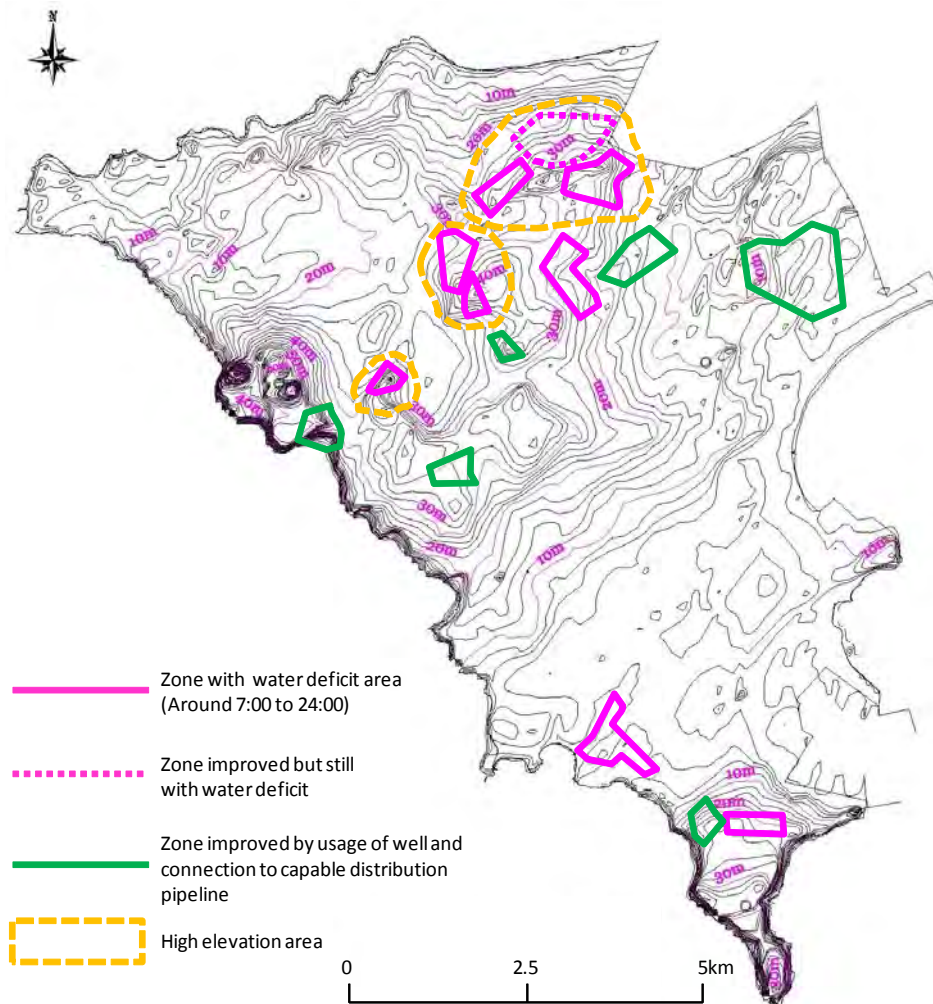 N
10m
20m
30m
30m
10m
10m
20m
40m
30m
30m
20m
40m
30m
20m
10m
10m
30m
20m
10m
20m
30m
Zone with water deficit area
(Around 7:00 to 24:00)
Zone improved but still
with water deficit
Zone improved by usage of well and
connection to capable distribution
pipeline
High elevation area
0 2.5 5km